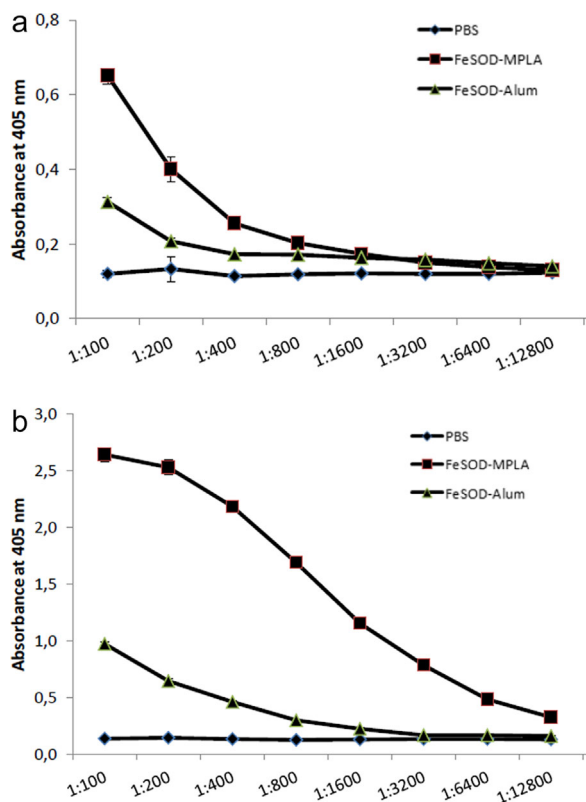 a
Absorbance at 405 nm
0,8
0,6
0,4
0,2
0,0
PBS
FeSOD-MPLA
FeSOD-Alum
1:100 1:200 1:400 1:800 1:1600 1:3200 1:6400 1:12800
b
Absorbance at 405 nm
3,0
2,5
2,0
1,5
1,0
0,5
0,0
PBS
FeSOD-MPLA
FeSOD-Alum
1:100 1:200 1:400 1:800 1:1600 1:3200 1:6400 1:12800